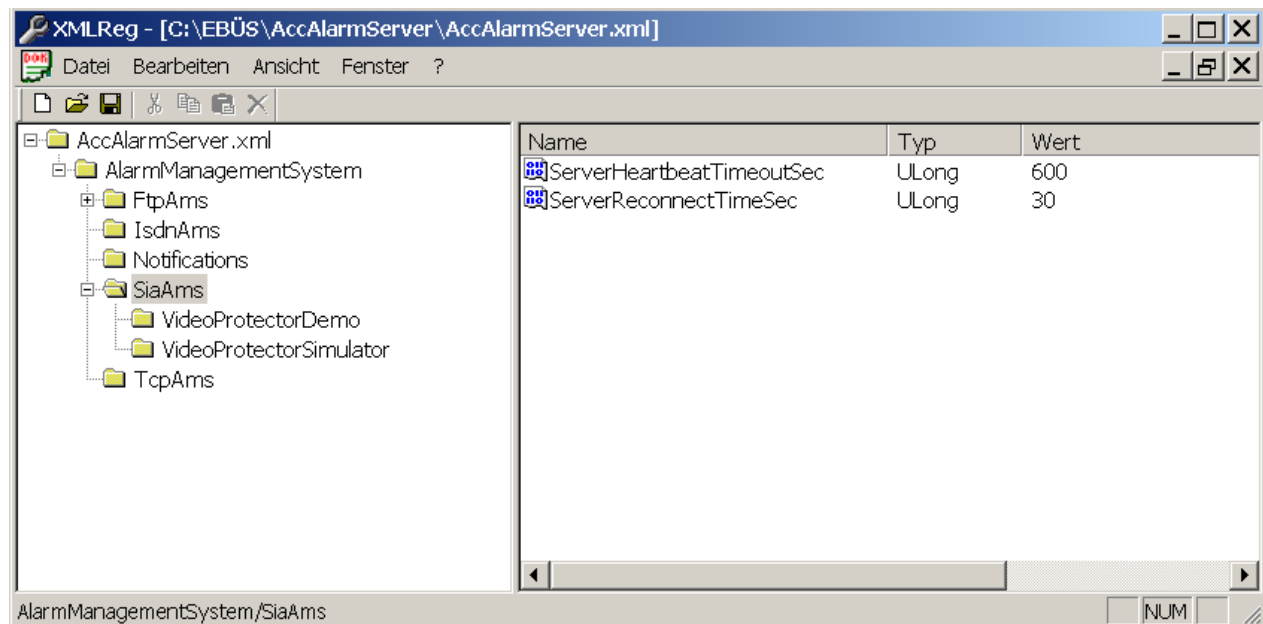 XMLReg - [C:\EBÜS\AccAlarmServer\AccAlarmServer.xml]
DOK
Datei Bearbeiten Ansicht Fenster ?
AccAlarmServer.xml
AlarmManagementSystem
FtpAms
IsdnAms
Notifications
SiaAms
VideoProtectorDemo
VideoProtectorSimulator
TcpAms
Name Typ Wert
ServerHeartbeatTimeoutSec ULong 600
ServerReconnectTimeSec ULong 30
AlarmManagementSystem/SiaAms NUM